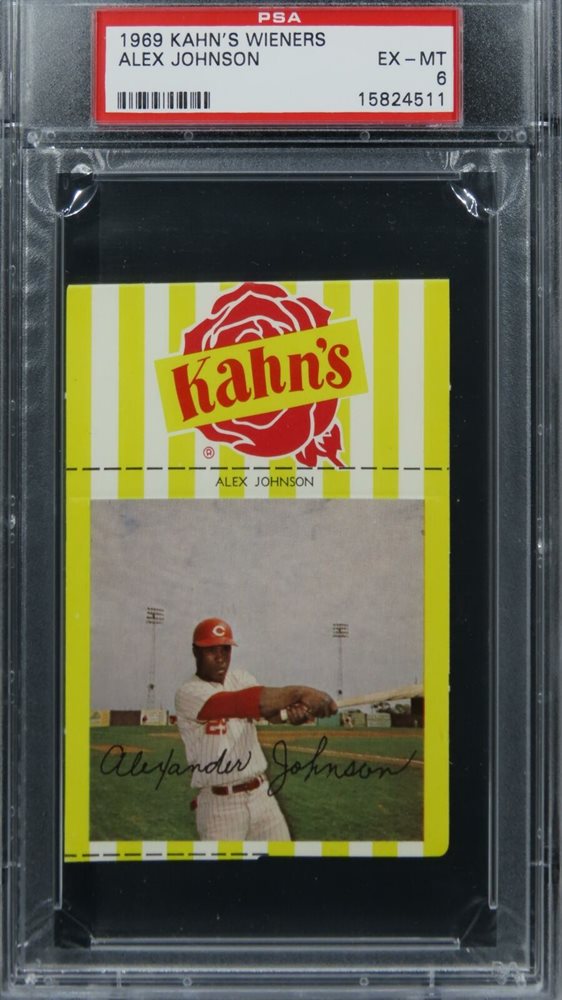 PSA
1969 KAHN'S WIENERS
ALEX JOHNSON EX-MT
6
15824511
Kahn's
®
ALEX JOHNSON
C
Alexander Johnson